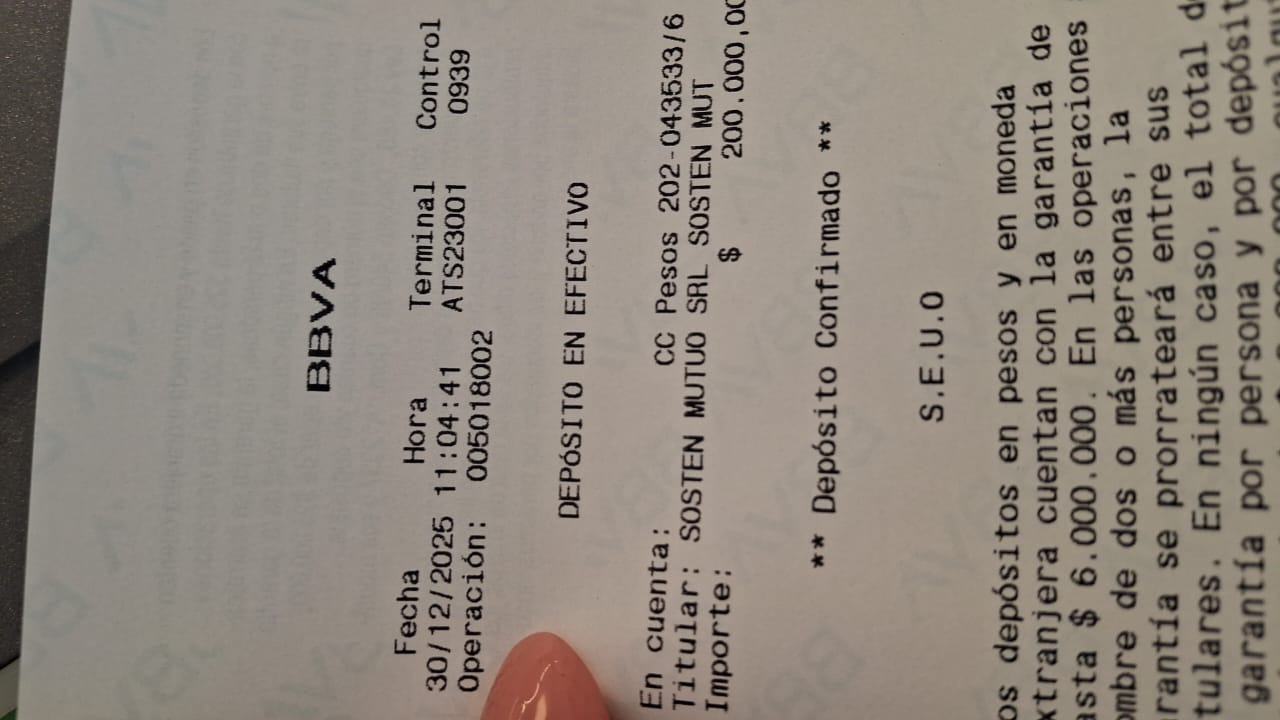 BBVA
Fecha Hora Terminal Control
30/12/2025 11:04:41 ATS23001 0939
Operación: 005018002
DEPÓSITO EN EFECTIVO
En cuenta: CC Pesos 202-043533/6
Titular: SOSTEN MUTUO SRL SOSTEN MUT
Importe: $ 200.000,00
** Depósito Confirmado **
S.E.U.O
os depósitos en pesos y en moneda
xtranjera cuentan con la garantía de
asta $ 6.000.000. En las operaciones
ombre de dos o más personas, la
rantía se prorrateará entre sus
tulares. En ningún caso, el total d
garantía por persona y por depósit